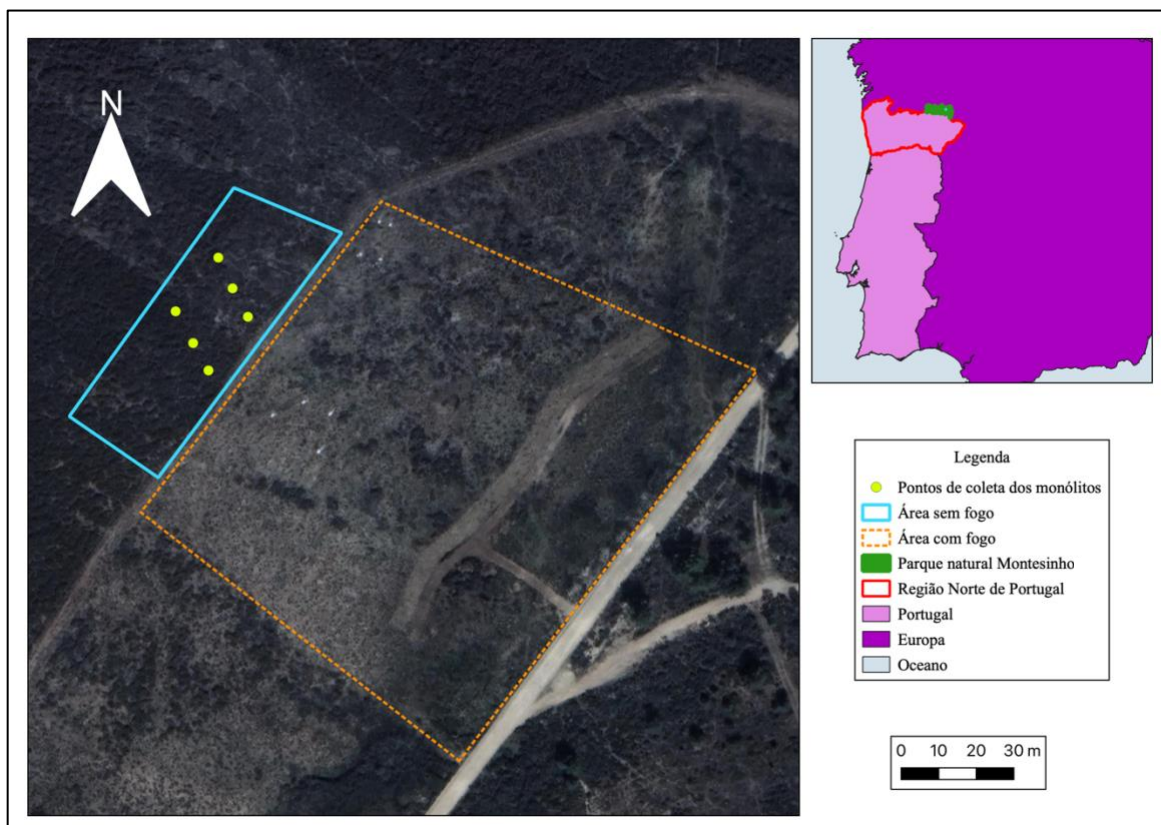 N
Legenda
Pontos de coleta dos monólitos
Área sem fogo
Área com fogo
Parque natural Montesinho
Região Norte de Portugal
Portugal
Europa
Oceano
0 10 20 30 m